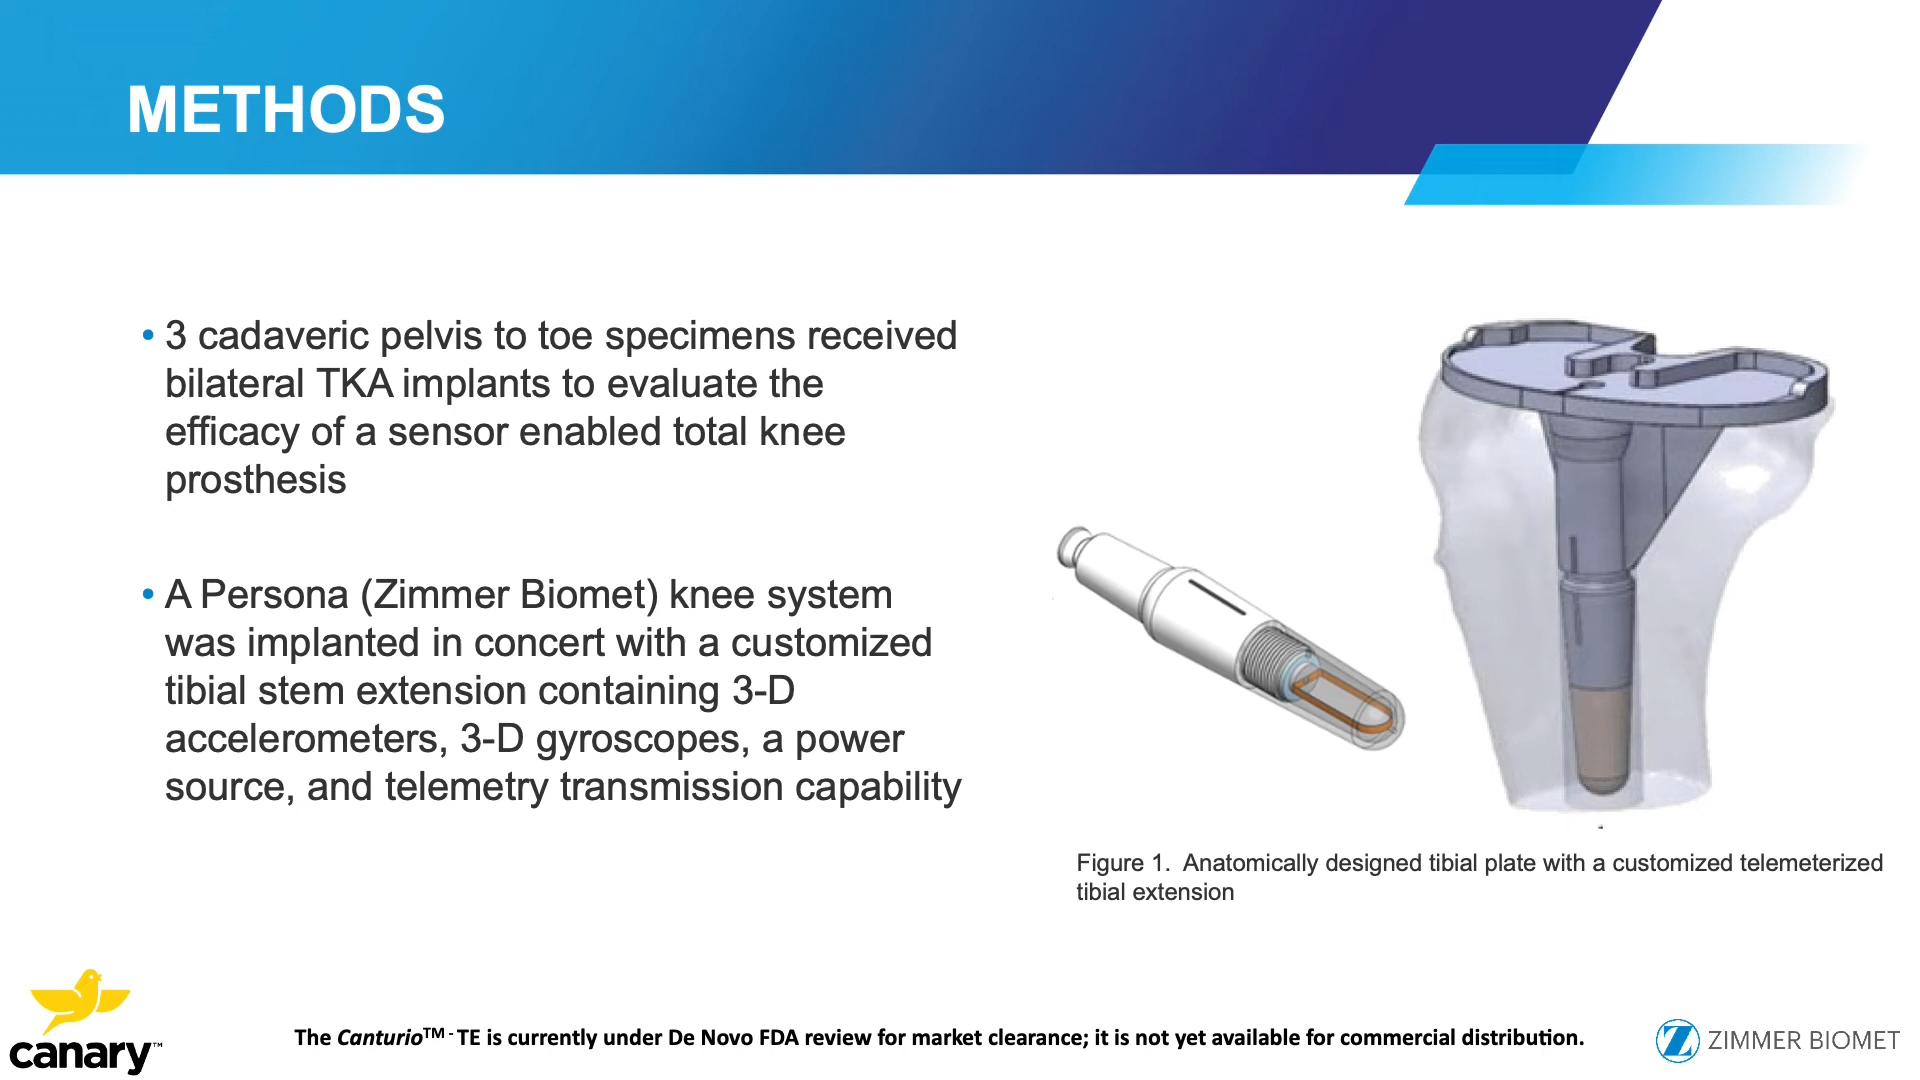 METHODS
• 3 cadaveric pelvis to toe specimens received
bilateral TKA implants to evaluate the
efficacy of a sensor enabled total knee
prosthesis
• A Persona (Zimmer Biomet) knee system
was implanted in concert with a customized
tibial stem extension containing 3-D
accelerometers, 3-D gyroscopes, a power
source, and telemetry transmission capability
Figure 1.  Anatomically designed tibial plate with a customized telemeterized
tibial extension
canary™
The Canturio™ - TE is currently under De Novo FDA review for market clearance; it is not yet available for commercial distribution.
Z ZIMMER BIOMET